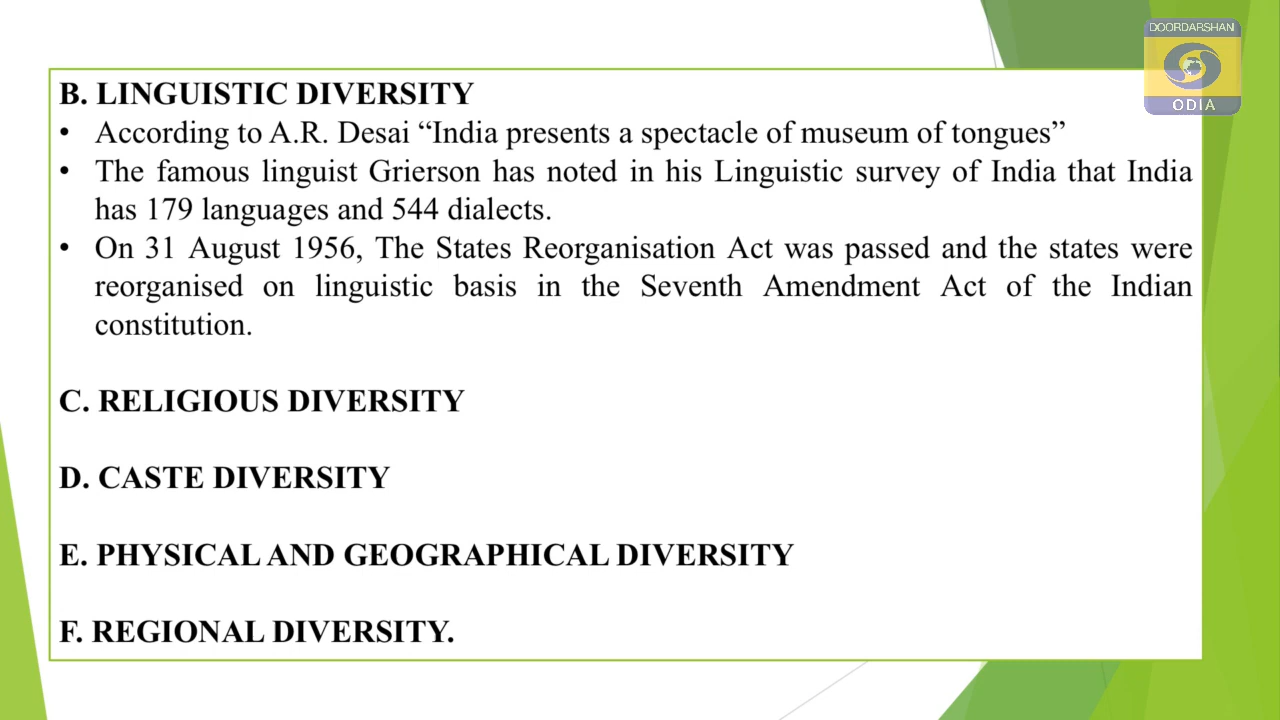 DOORDARSHAN
ODIA
B. LINGUISTIC DIVERSITY
• According to A.R. Desai “India presents a spectacle of museum of tongues”
• The famous linguist Grierson has noted in his Linguistic survey of India that India
has 179 languages and 544 dialects.
• On 31 August 1956, The States Reorganisation Act was passed and the states were
reorganised on linguistic basis in the Seventh Amendment Act of the Indian
constitution.
C. RELIGIOUS DIVERSITY
D. CASTE DIVERSITY
E. PHYSICAL AND GEOGRAPHICAL DIVERSITY
F. REGIONAL DIVERSITY.